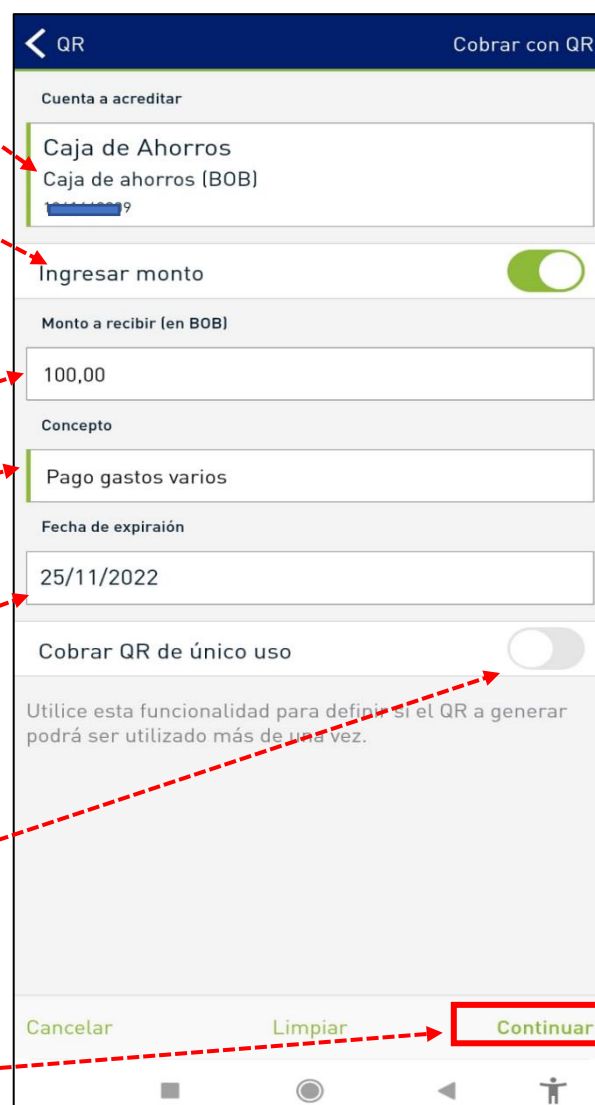 QR
Cobrar con QR
Cuenta a acreditar
Caja de Ahorros
Caja de ahorros (BOB)
Ingresar monto
Monto a recibir (en BOB)
100,00
Concepto
Pago gastos varios
Fecha de expiraión
25/11/2022
Cobrar QR de único uso
Utilice esta funcionalidad para definir si el QR a generar
podrá ser utilizado más de una vez.
Cancelar
Limpiar
Continuar